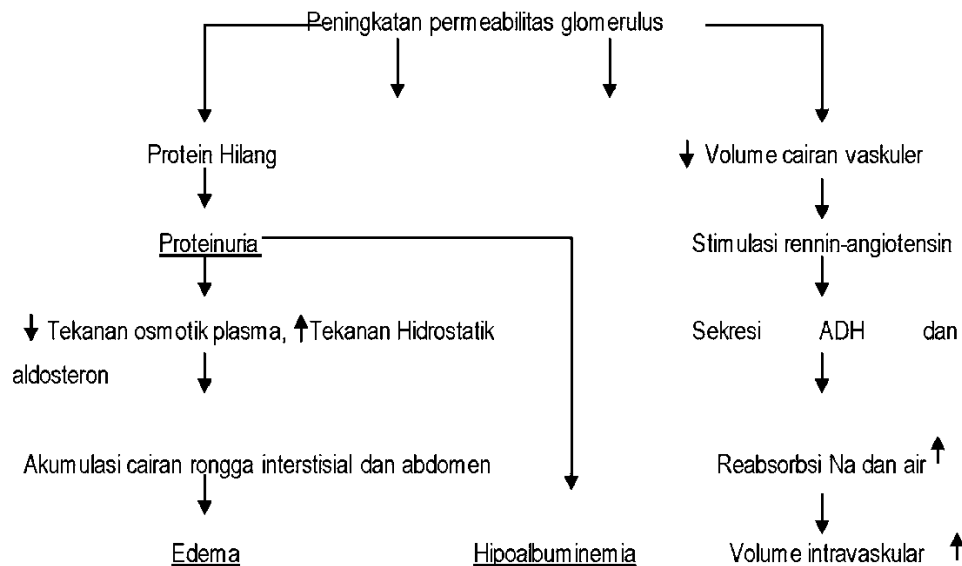 Peningkatan permeabilitas glomerulus
Protein Hilang
Volume cairan vaskuler
Proteinuria
Stimulasi rennin-angiotensin
Tekanan osmotik plasma, Tekanan Hidrostatik
Sekresi ADH dan
aldosteron
Akumulasi cairan rongga interstisial dan abdomen
Reabsorbsi Na dan air
Edema
Hipoalbuminemia
Volume intravaskular